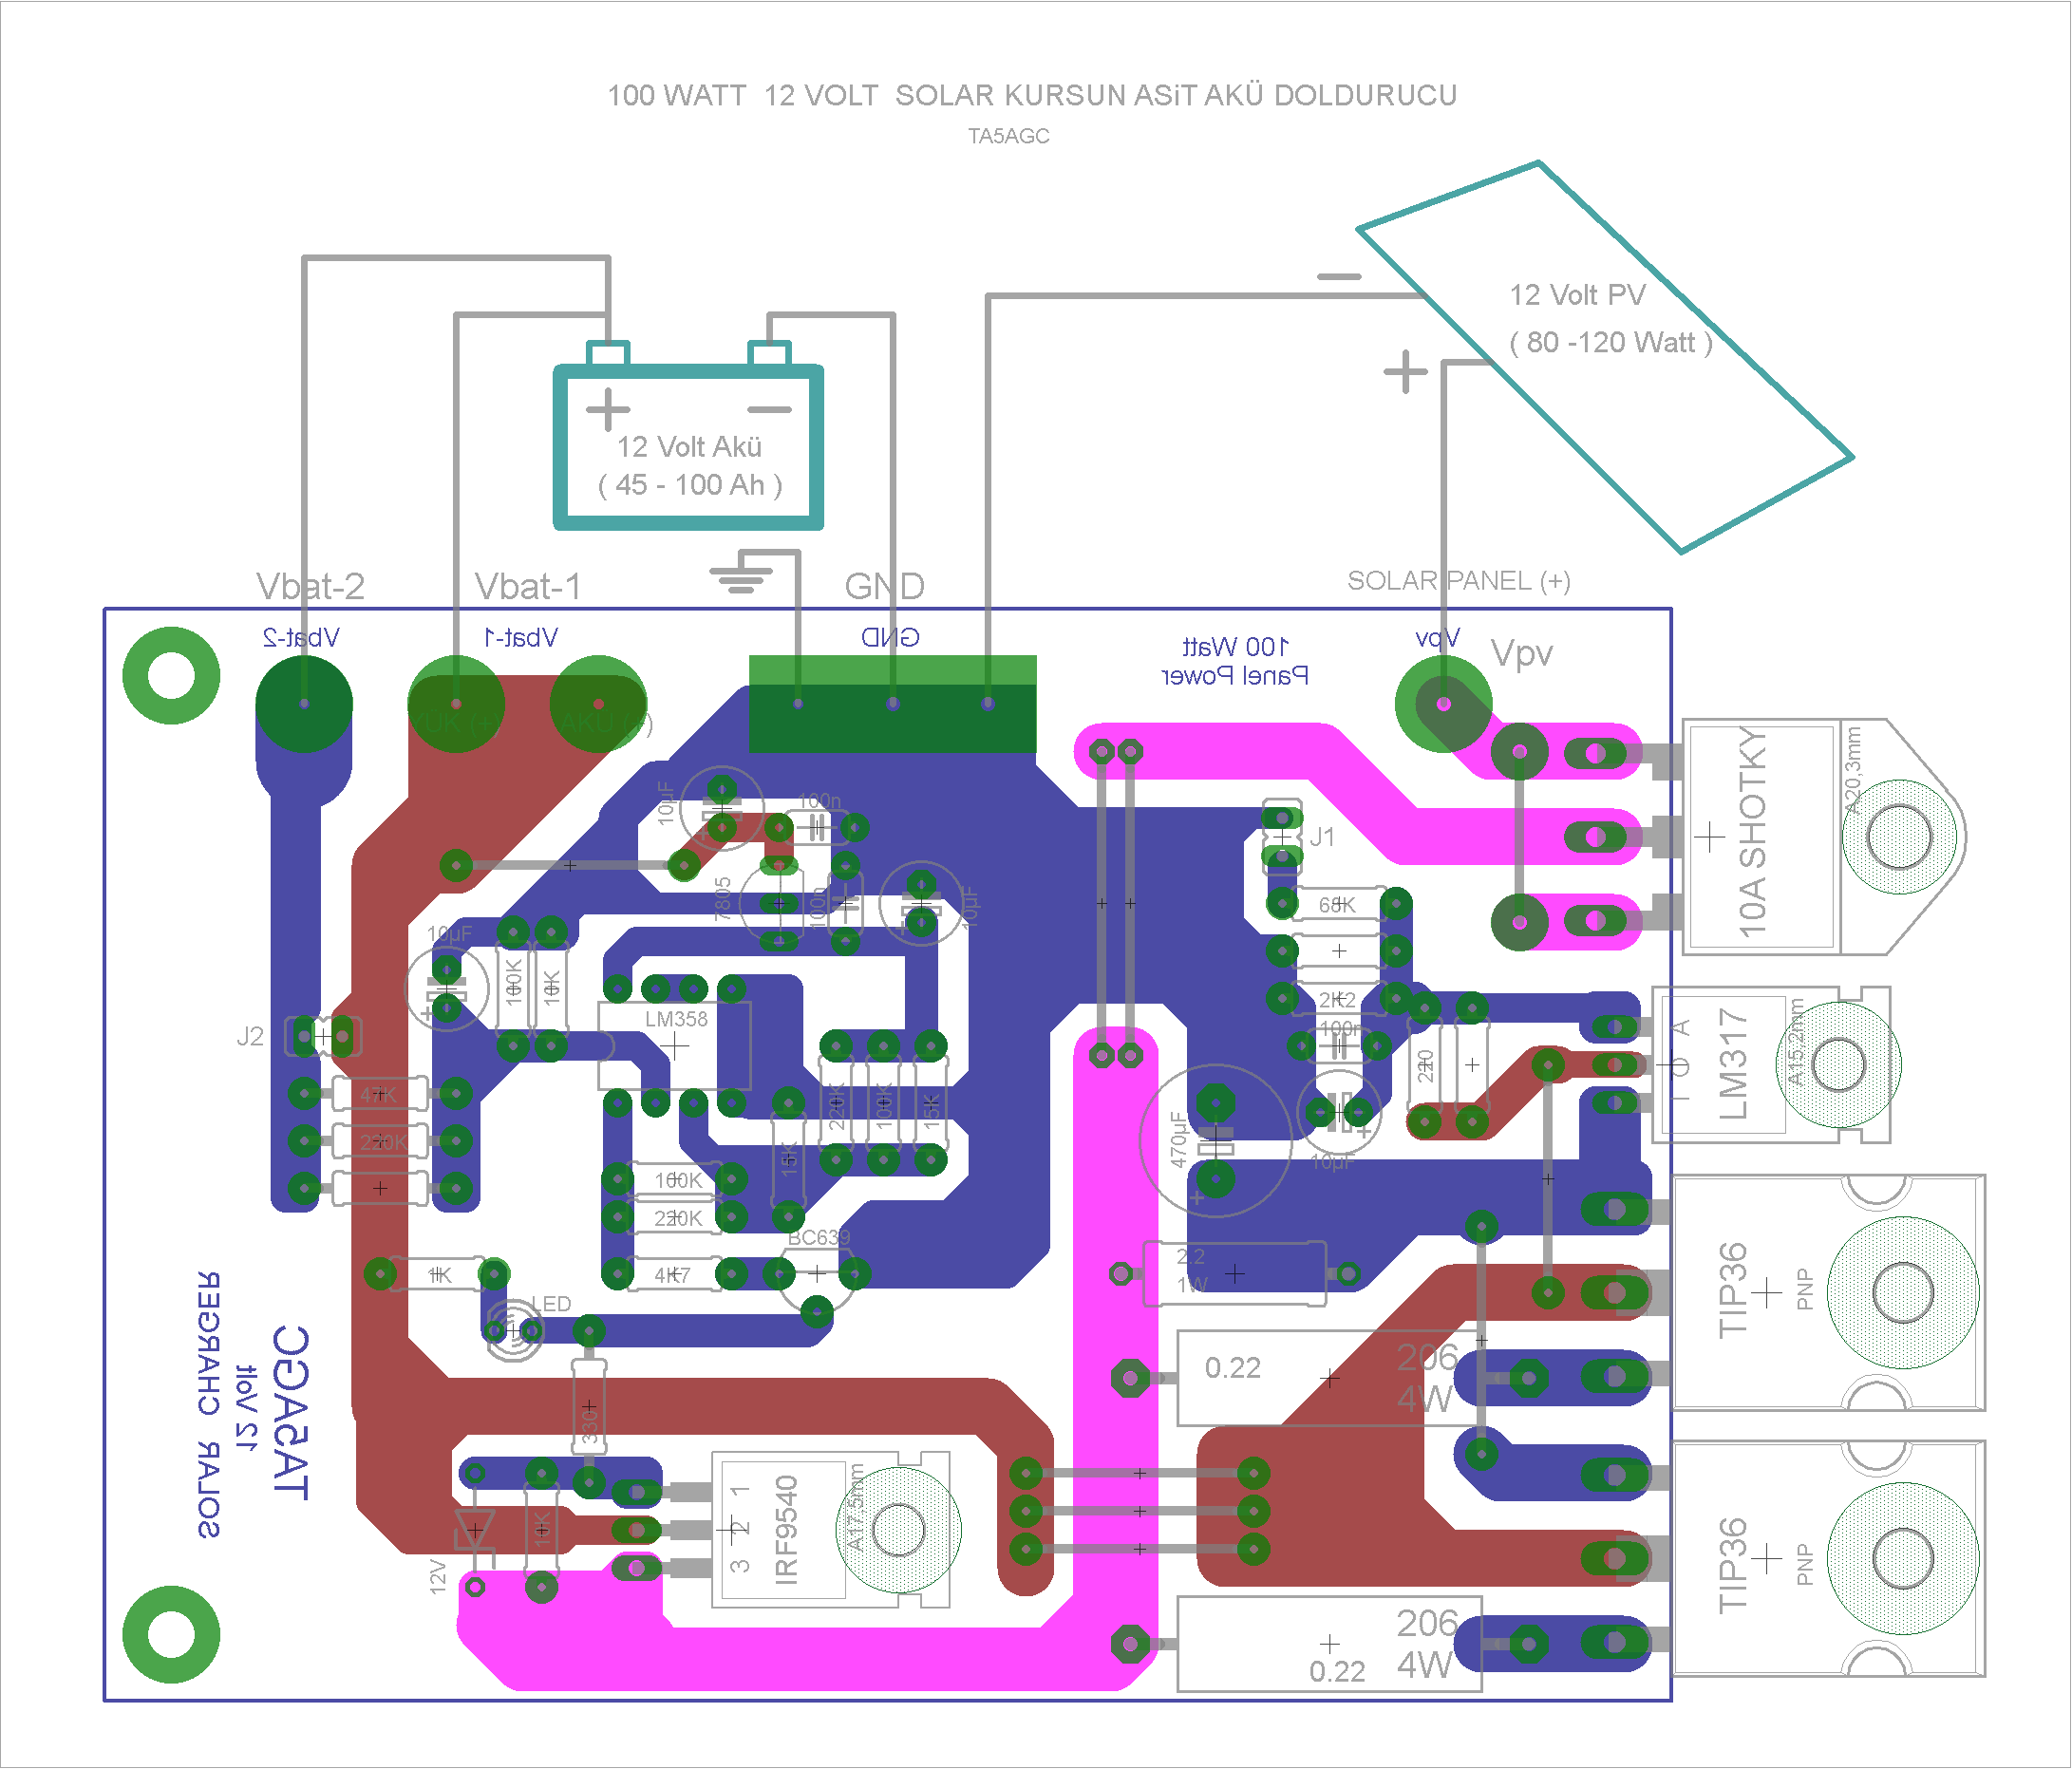 100 WATT 12 VOLT SOLAR KURSUN ASiT AKÜ DOLDURUCU
TA5AGC
12 Volt PV
( 80 -120 Watt )
12 Volt Akü
( 45 - 100 Ah )
Vbat-2
Vbat-1
GND
SOLAR PANEL (+)
Vbat-2
Vbat-1
GND
100 Watt
Panel Power
Vpv
Vpv
YÜK (+)
AKÜ (+)
10µF
100n
J1
7805
100n
10µF
68K
10A SHOTKY
A20,3mm
10µF
100K
10K
LM358
2K2
100n
J2
220
A
O
I
LM317
A15,2mm
47K
220K
220K
100K
15K
15K
470µF
10µF
100K
220K
4K7
BC639
1K
LED
2.2
1W
TIP36
PNP
0.22
206
4W
330
SOLAR CHARGER
12 Volt
TA5AGC
12V
10K
1
2
3
IRF9540
A17,5mm
TIP36
PNP
206
4W
0.22